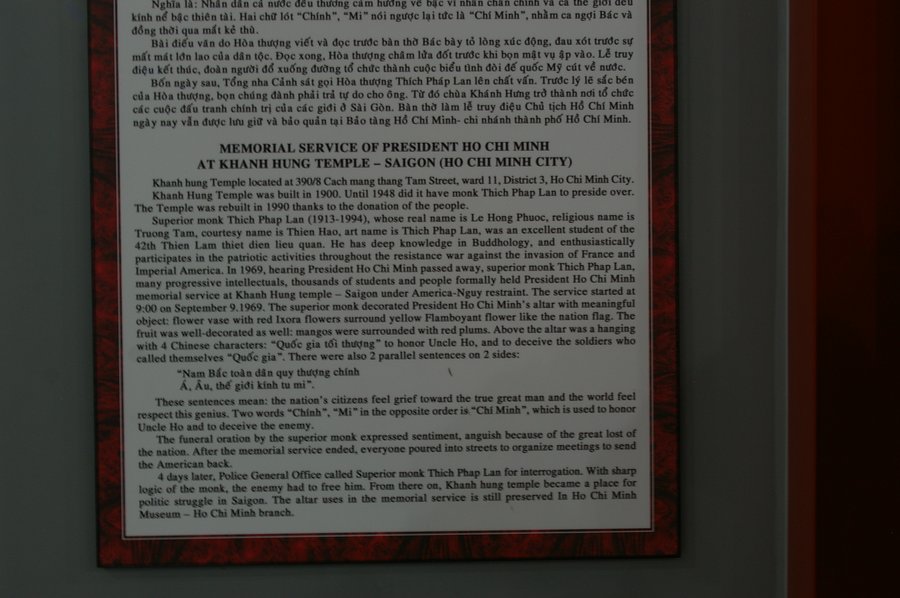 Nghĩa là: Nhân dân cả nước đều thương cảm hướng về bậc vĩ nhân chân chính và cả thế giới đều
kính nể bậc thiên tài. Hai chữ lót “Chính”, “Mi” nói ngược lại tức là “Chí Minh”, nhằm ca ngợi Bác và
đồng thời qua mắt kẻ thù.
Bài điếu văn do Hòa thượng viết và đọc trước bàn thờ Bác bày tỏ lòng xúc động, đau xót trước sự
mất mát lớn lao của dân tộc. Đọc xong, Hòa thượng châm lửa đốt trước khi bọn mật vụ ập vào. Lễ truy
điệu kết thúc, đoàn người đổ xuống đường tổ chức thành cuộc biểu tình đòi đế quốc Mỹ cút về nước.
Bốn ngày sau, Tổng nha Cảnh sát gọi Hòa thượng Thích Pháp Lan lên chất vấn. Trước lý lẽ sắc bén
của Hòa thượng, bọn chúng đành phải trả tự do cho ông. Từ đó chùa Khánh Hưng trở thành nơi tổ chức
các cuộc đấu tranh chính trị của các giới ở Sài Gòn. Bàn thờ làm lễ truy điệu Chủ tịch Hồ Chí Minh
ngày nay vẫn được lưu giữ và bảo quản tại Bảo tàng Hồ Chí Minh- chi nhánh thành phố Hồ Chí Minh.
MEMORIAL SERVICE OF PRESIDENT HO CHI MINH
AT KHANH HUNG TEMPLE – SAIGON (HO CHI MINH CITY)
Khanh hung Temple located at 390/8 Cach mang thang Tam Street, ward 11, District 3, Ho Chi Minh City.
Khanh Hung Temple was built in 1900. Until 1948 did it have monk Thich Phap Lan to preside over.
The Temple was rebuilt in 1990 thanks to the donation of the people.
Superior monk Thich Phap Lan (1913-1994), whose real name is Le Hong Phuoc, religious name is
Truong Tam, courtesy name is Thien Hao, art name is Thich Phap Lan, was an excellent student of the
42th Thien Lam thiet dien lieu quan. He has deep knowledge in Buddhology, and enthusiastically
participates in the patriotic activities throughout the resistance war against the invasion of France and
Imperial America. In 1969, hearing President Ho Chi Minh passed away, superior monk Thich Phap Lan,
many progressive intellectuals, thousands of students and people formally held President Ho Chi Minh
memorial service at Khanh Hung temple – Saigon under America-Nguy restraint. The service started at
9:00 on September 9.1969. The superior monk decorated President Ho Chi Minh's altar with meaningful
object: flower vase with red Ixora flowers surround yellow Flamboyant flower like the nation flag. The
fruit was well-decorated as well: mangos were surrounded with red plums. Above the altar was a hanging
with 4 Chinese characters: “Quốc gia tối thượng” to honor Uncle Ho, and to deceive the soldiers who
called themselves “Quốc gia”. There were also 2 parallel sentences on 2 sides:
“Nam Bắc toàn dân quy thượng chính
Á, Âu, thế giới kính tu mi”.
These sentences mean: the nation's citizens feel grief toward the true great man and the world feel
respect this genius. Two words “Chính”, “Mi” in the opposite order is “Chí Minh”, which is used to honor
Uncle Ho and to deceive the enemy.
The funeral oration by the superior monk expressed sentiment, anguish because of the great lost of
the nation. After the memorial service ended, everyone poured into streets to organize meetings to send
the American back.
4 days later, Police General Office called Superior monk Thich Phap Lan for interrogation. With sharp
logic of the monk, the enemy had to free him. From there on, Khanh hung temple became a place for
politic struggle in Saigon. The altar uses in the memorial service is still preserved In Ho Chi Minh
Museum – Ho Chi Minh branch.